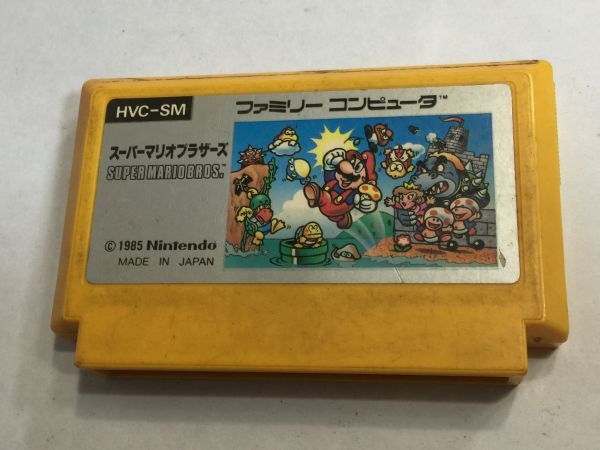 HVC-SM
ファミリー コンピュータ™
スーパーマリオブラザーズ
SUPER MARIO BROS.
©1985 Nintendo
MADE IN JAPAN